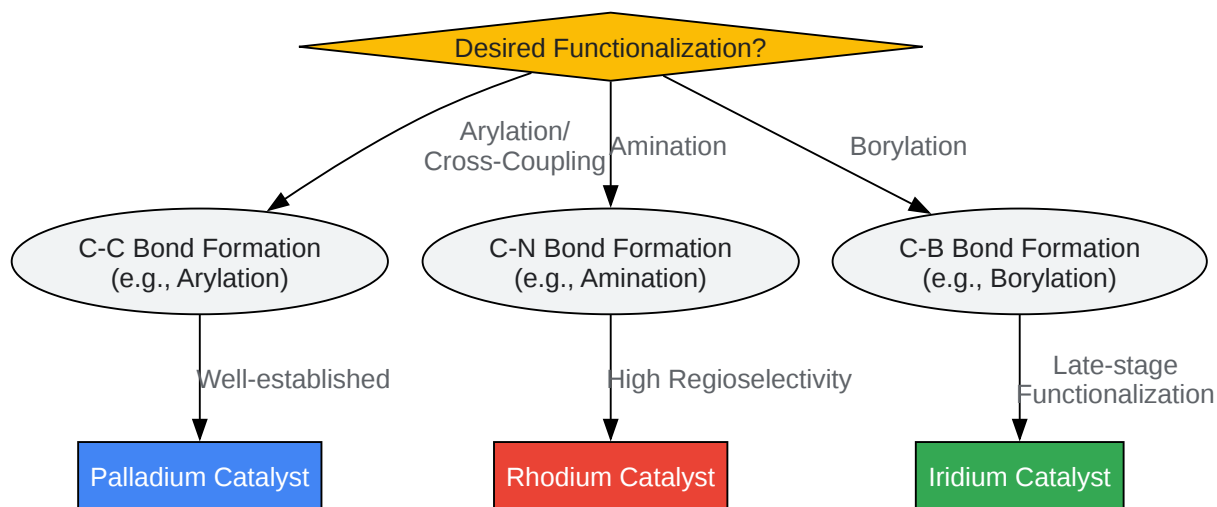 Desired Functionalization?
Arylation/
Cross-Coupling
Amination
Borylation
C-C Bond Formation
(e.g., Arylation)
C-N Bond Formation
(e.g., Amination)
C-B Bond Formation
(e.g., Borylation)
Well-established
High Regioselectivity
Late-stage
Functionalization
Palladium Catalyst
Rhodium Catalyst
Iridium Catalyst